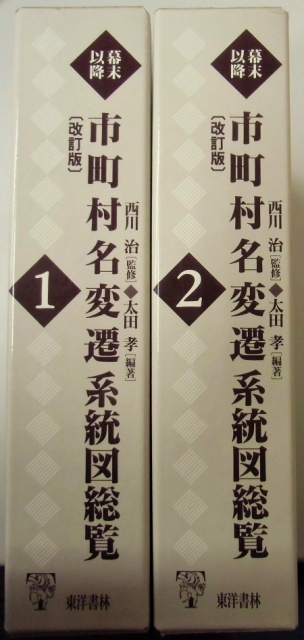 幕末以降
市町村名変遷系統図総覧
〔改訂版〕
1
西川 治[監修]◆太田 孝[編著]
東洋書林
幕末以降
市町村名変遷系統図総覧
〔改訂版〕
2
西川 治[監修]◆太田 孝[編著]
東洋書林